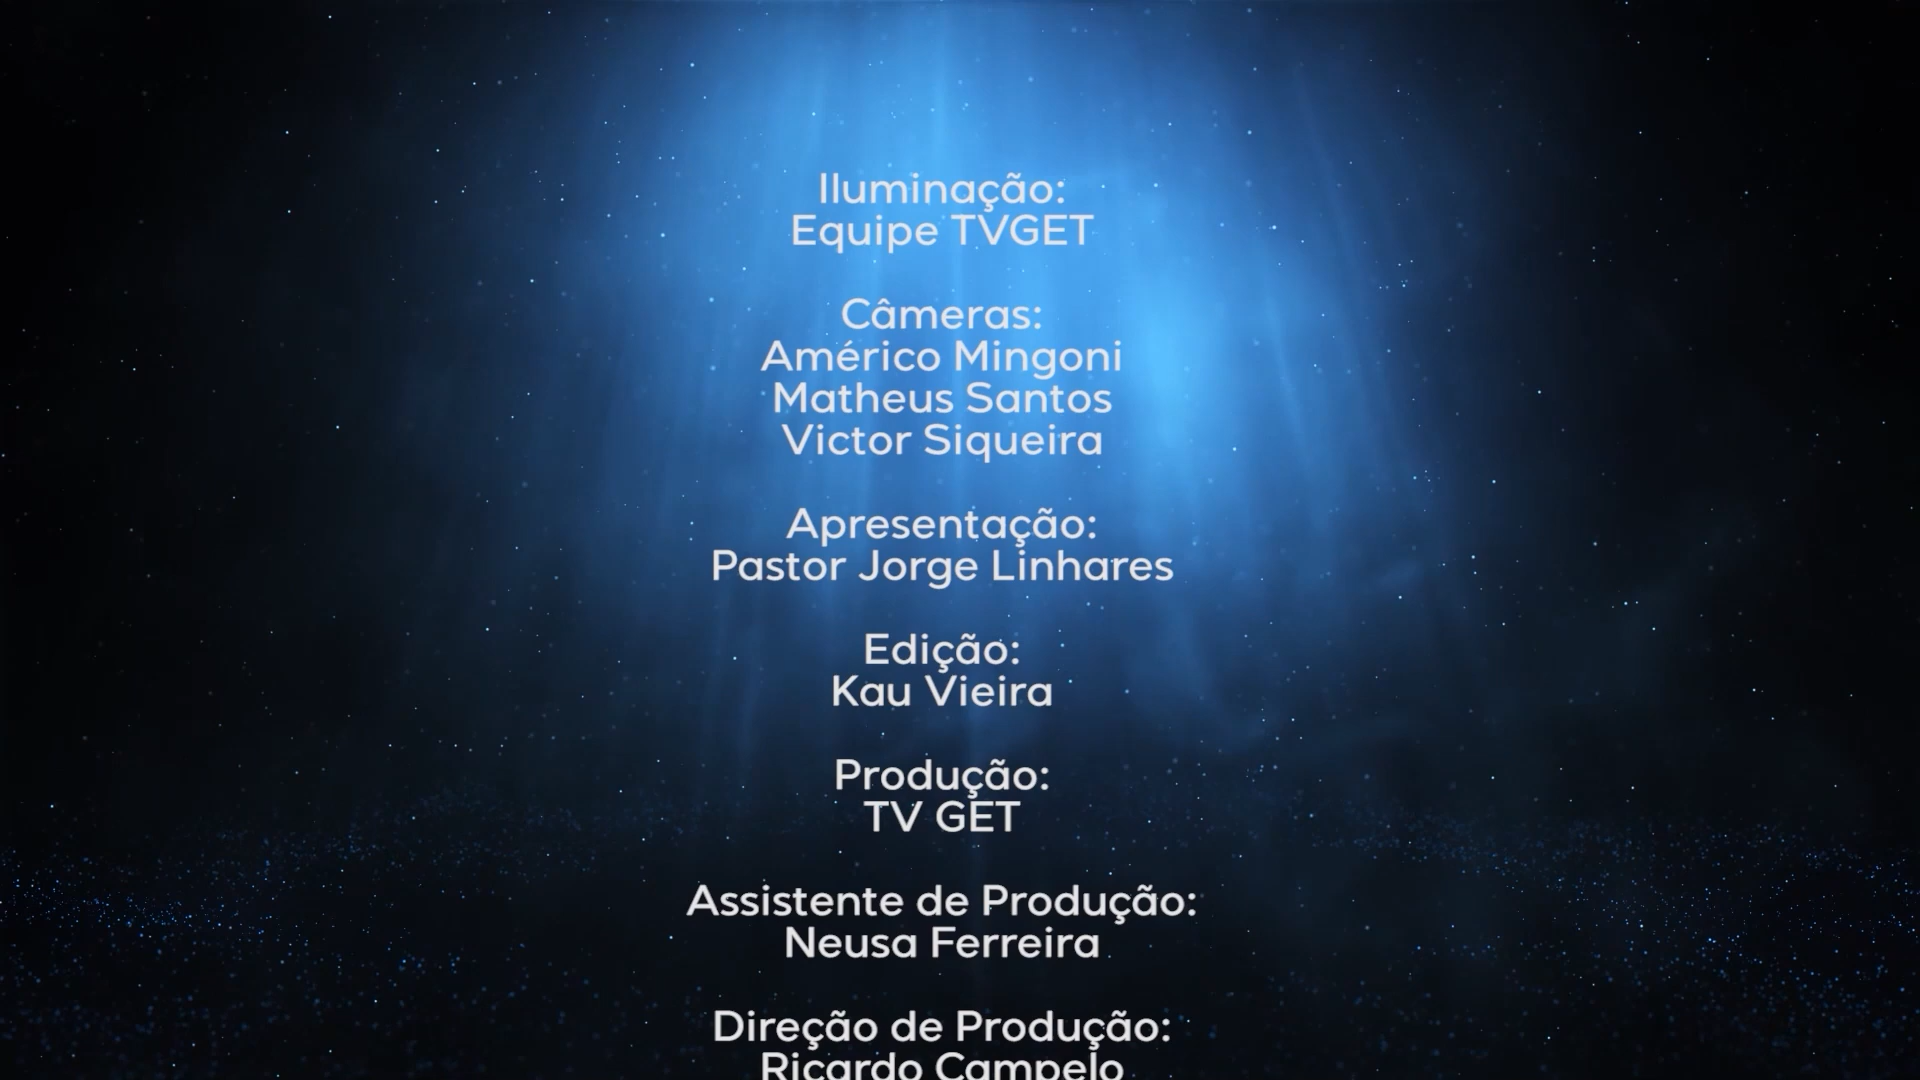 Iluminação:
Equipe TVGET
Câmeras:
Américo Mingoni
Matheus Santos
Victor Siqueira
Apresentação:
Pastor Jorge Linhares
Edição:
Kau Vieira
Produção:
TV GET
Assistente de Produção:
Neusa Ferreira
Direção de Produção:
Ricardo Campelo